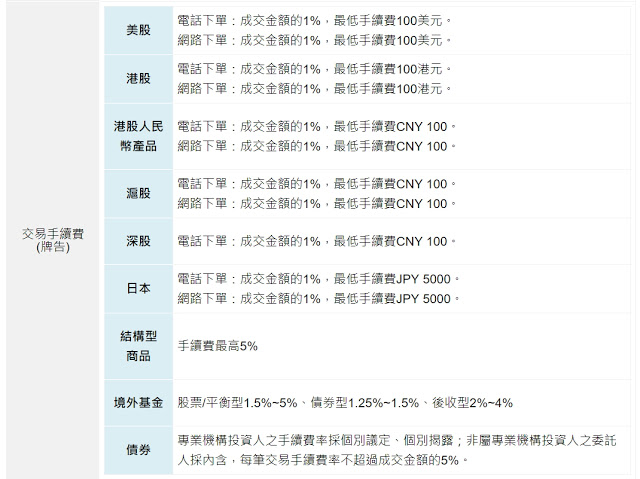 交易手續費
(牌告)
美股
電話下單：成交金額的1%，最低手續費100美元。
網路下單：成交金額的1%，最低手續費100美元。
港股
電話下單：成交金額的1%，最低手續費100港元。
網路下單：成交金額的1%，最低手續費100港元。
港股人民
幣產品
電話下單：成交金額的1%，最低手續費CNY 100。
網路下單：成交金額的1%，最低手續費CNY 100。
滬股
電話下單：成交金額的1%，最低手續費CNY 100。
網路下單：成交金額的1%，最低手續費CNY 100。
深股
電話下單：成交金額的1%，最低手續費CNY 100。
日本
電話下單：成交金額的1%，最低手續費JPY 5000。
網路下單：成交金額的1%，最低手續費JPY 5000。
結構型
商品
手續費最高5%
境外基金
股票/平衡型1.5%~5%、債券型1.25%~1.5%、後收型2%~4%
債券
專業機構投資人之手續費率採個別議定、個別揭露；非屬專業機構投資人之委託
人採內含，每筆交易手續費率不超過成交金額的5%。